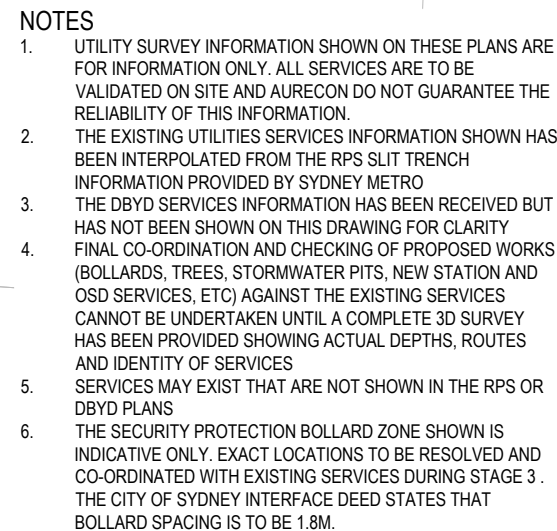 NOTES
1. UTILITY SURVEY INFORMATION SHOWN ON THESE PLANS ARE
FOR INFORMATION ONLY. ALL SERVICES ARE TO BE
VALIDATED ON SITE AND AURECON DO NOT GUARANTEE THE
RELIABILITY OF THIS INFORMATION.
2. THE EXISTING UTILITIES SERVICES INFORMATION SHOWN HAS
BEEN INTERPOLATED FROM THE RPS SLIT TRENCH
INFORMATION PROVIDED BY SYDNEY METRO
3. THE DBYD SERVICES INFORMATION HAS BEEN RECEIVED BUT
HAS NOT BEEN SHOWN ON THIS DRAWING FOR CLARITY
4. FINAL CO-ORDINATION AND CHECKING OF PROPOSED WORKS
(BOLLARDS, TREES, STORMWATER PITS, NEW STATION AND
OSD SERVICES, ETC) AGAINST THE EXISTING SERVICES
CANNOT BE UNDERTAKEN UNTIL A COMPLETE 3D SURVEY
HAS BEEN PROVIDED SHOWING ACTUAL DEPTHS, ROUTES
AND IDENTITY OF SERVICES
5. SERVICES MAY EXIST THAT ARE NOT SHOWN IN THE RPS OR
DBYD PLANS
6. THE SECURITY PROTECTION BOLLARD ZONE SHOWN IS
INDICATIVE ONLY. EXACT LOCATIONS TO BE RESOLVED AND
CO-ORDINATED WITH EXISTING SERVICES DURING STAGE 3 .
THE CITY OF SYDNEY INTERFACE DEED STATES THAT
BOLLARD SPACING IS TO BE 1.8M.